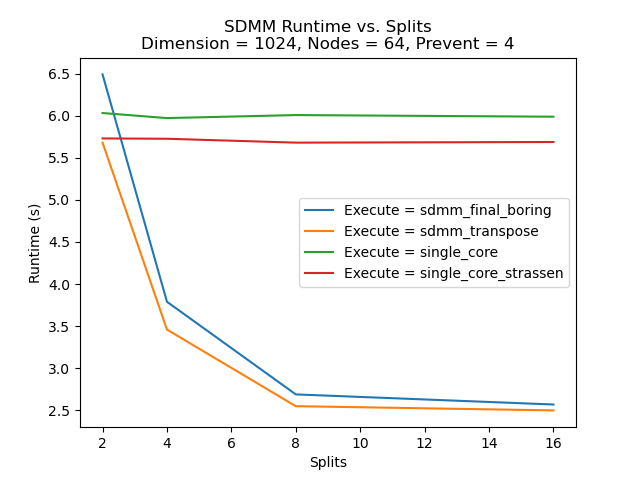 SDMM Runtime vs. Splits
Dimension = 1024, Nodes = 64, Prevent = 4
6.5
6.0
5.5
5.0
4.5
4.0
3.5
3.0
2.5
Runtime (s)
Execute = sdmm_final_boring
Execute = sdmm_transpose
Execute = single_core
Execute = single_core_strassen
2 4 6 8 10 12 14 16
Splits